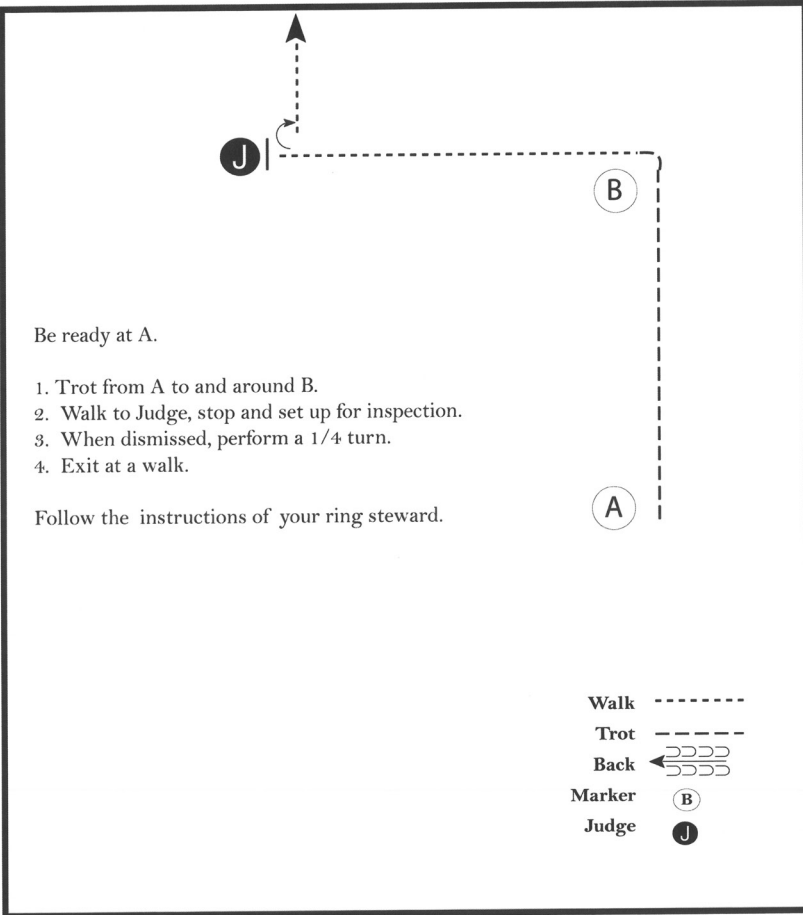 J
B
Be ready at A.
1. Trot from A to and around B.
2. Walk to Judge, stop and set up for inspection.
3. When dismissed, perform a 1/4 turn.
4. Exit at a walk.
A
Follow the instructions of your ring steward.
Walk
Trot
Back
Marker B
Judge J